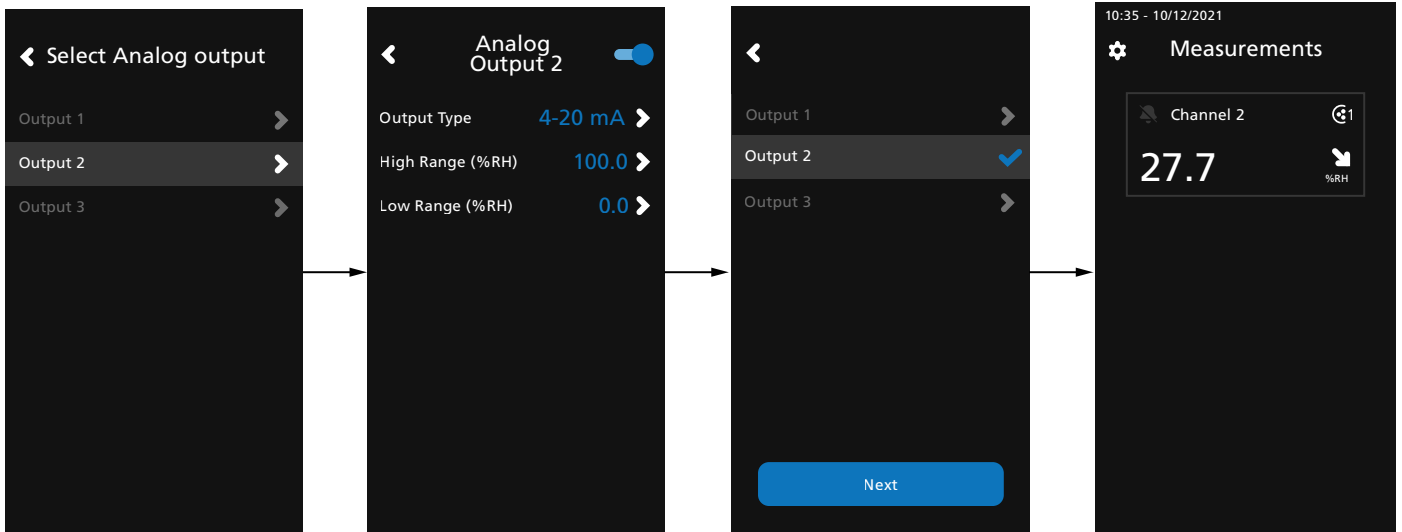 Select Analog output
Output 1
Output 2
Output 3
Analog
Output 2
Output Type 4-20 mA
High Range (%RH) 100.0
Low Range (%RH) 0.0
Output 1
Output 2
Output 3
Next
10:35 - 10/12/2021
Measurements
Channel 2 1
27.7 %RH